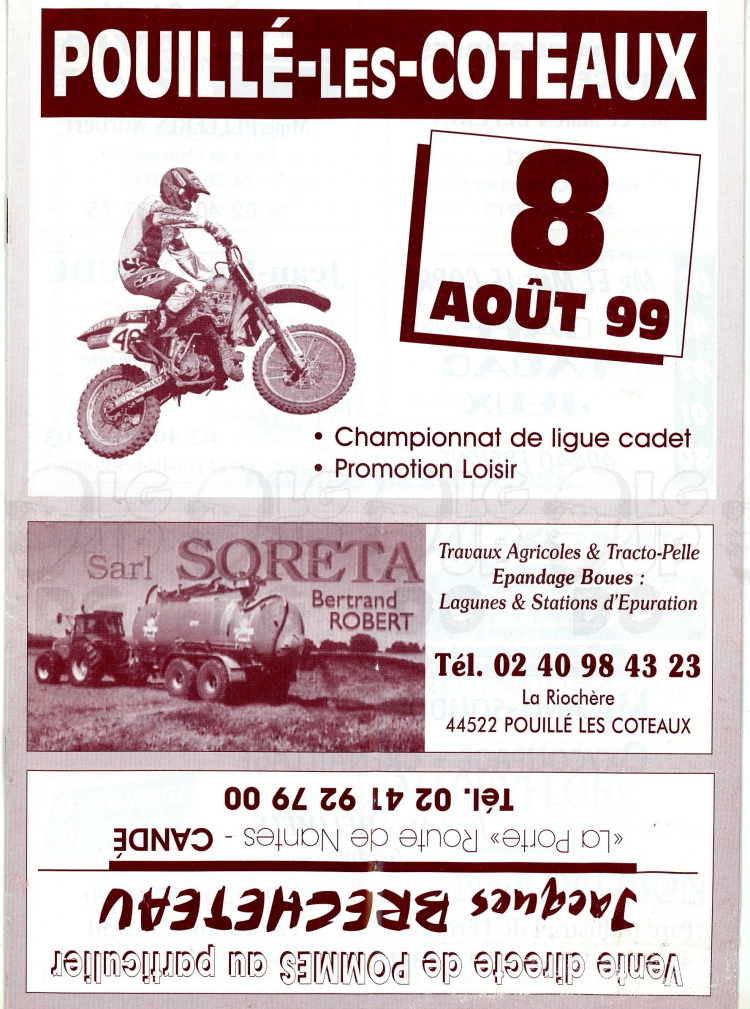 POUILLÉ-LES-COTEAUX
8
AOÛT 99
46
• Championnat de ligue cadet
• Promotion Loisir
Sarl SORETA
Bertrand
ROBERT
Travaux Agricoles & Tracto-Pelle
Epandage Boues :
Lagunes & Stations d'Epuration
Tél. 02 40 98 43 23
La Riochère
44522 POUILLÉ LES COTEAUX
Vente directe de POMMES au particulier
Jacques BRECHETEAU
«La Porte» Route de Nantes - CANDÉ
Tél. 02 41 92 79 00